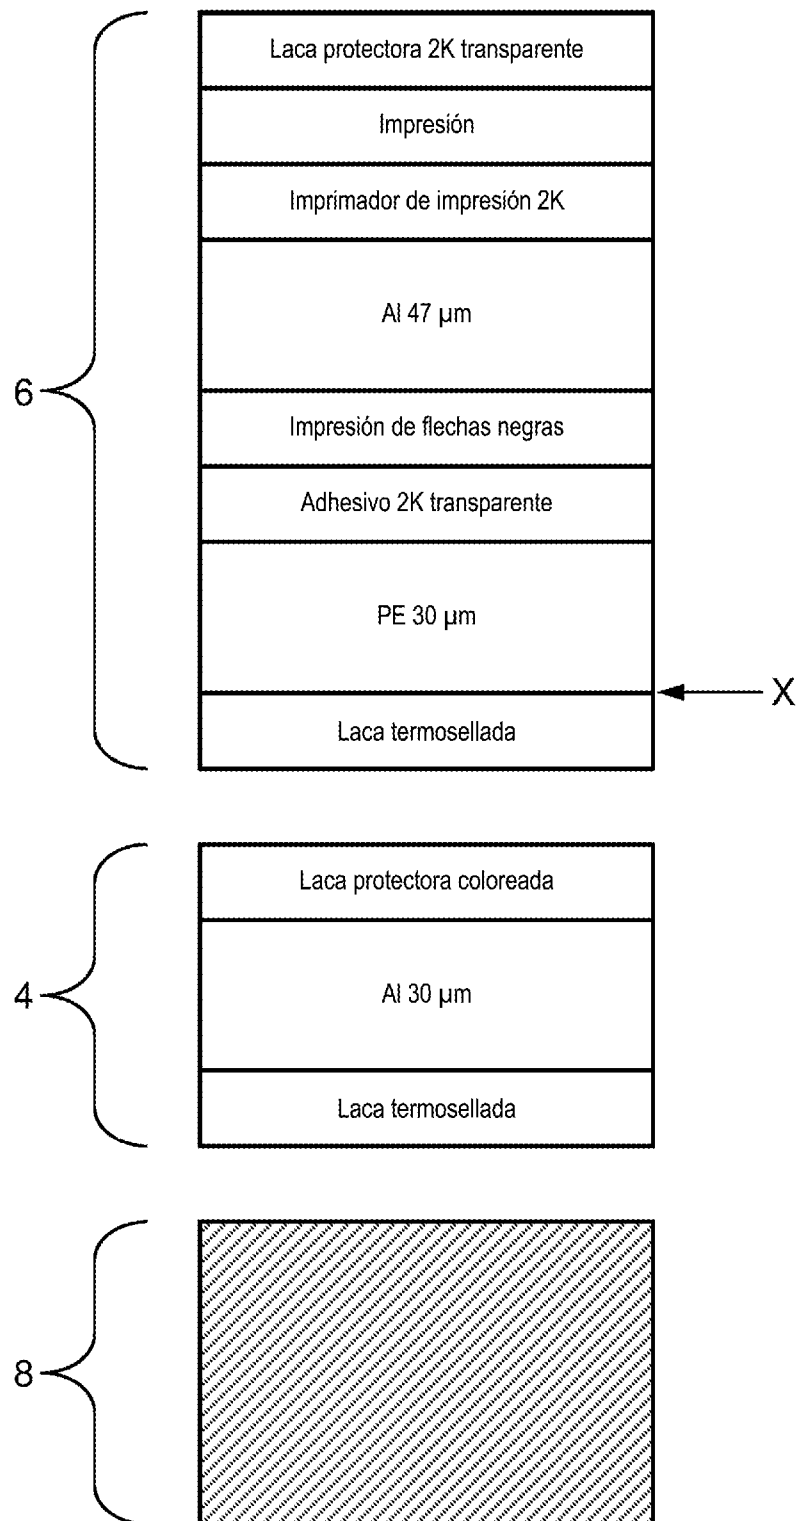 Laca protectora 2K transparente
Impresión
Imprimador de impresión 2K
Al 47 µm
6
Impresión de flechas negras
Adhesivo 2K transparente
PE 30 µm
X
Laca termosellada
Laca protectora coloreada
4
Al 30 µm
Laca termosellada
8